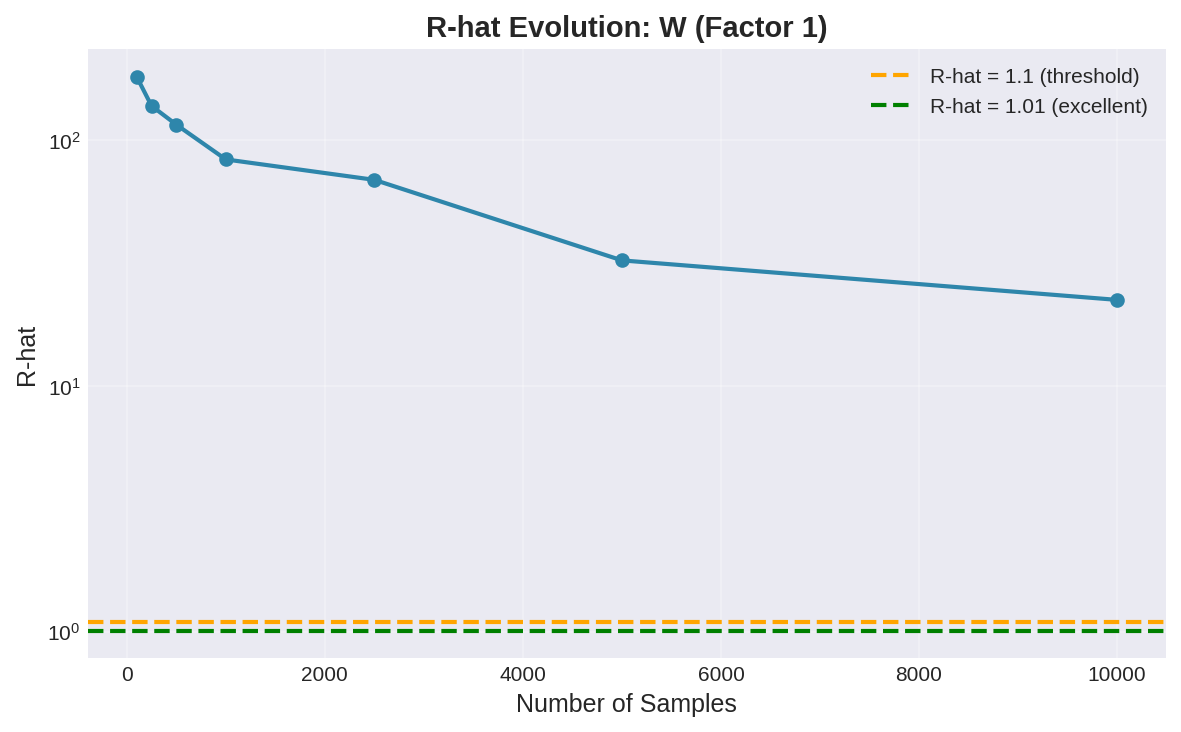 R-hat Evolution: W (Factor 1)
R-hat = 1.1 (threshold)
R-hat = 1.01 (excellent)
10²
10¹
10⁰
R-hat
0 2000 4000 6000 8000 10000
Number of Samples